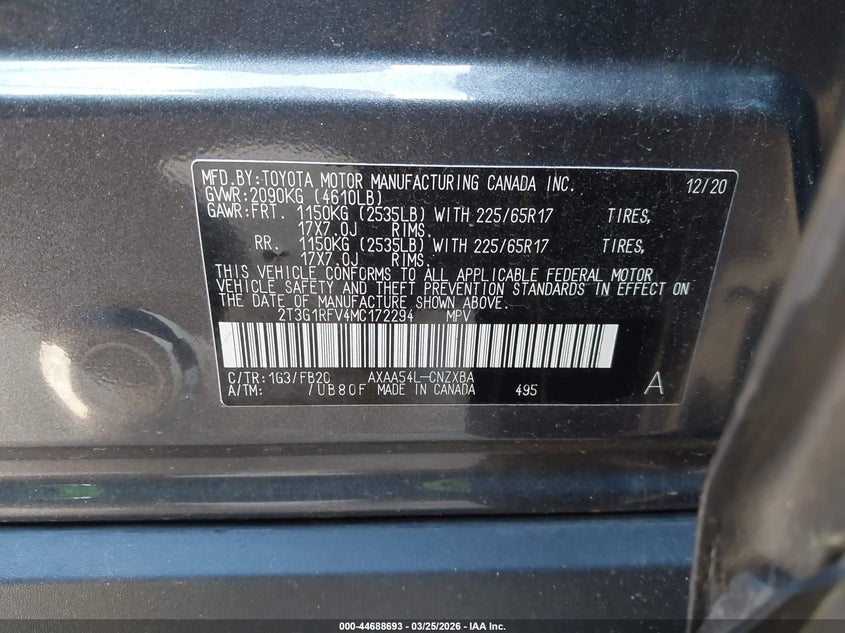 MFD.BY:TOYOTA MOTOR MANUFACTURING CANADA INC. 12/20
GVWR:2090KG (4610LB)
GAWR:FRT. 1150KG (2535LB) WITH 225/65R17 TIRES,
17X7.0J RIMS.
RR. 1150KG (2535LB) WITH 225/65R17 TIRES,
17X7.0J RIMS.
THIS VEHICLE CONFORMS TO ALL APPLICABLE FEDERAL MOTOR
VEHICLE SAFETY AND THEFT PREVENTION STANDARDS IN EFFECT ON
THE DATE OF MANUFACTURE SHOWN ABOVE.
2T3G1RFV4MC172294 MPV
C/TR:1G3/FB20 AXAA54L-CNZXBA
A/TM: /UB80F MADE IN CANADA 495 A
000-44688693 — 03/25/2026 — IAA Inc.